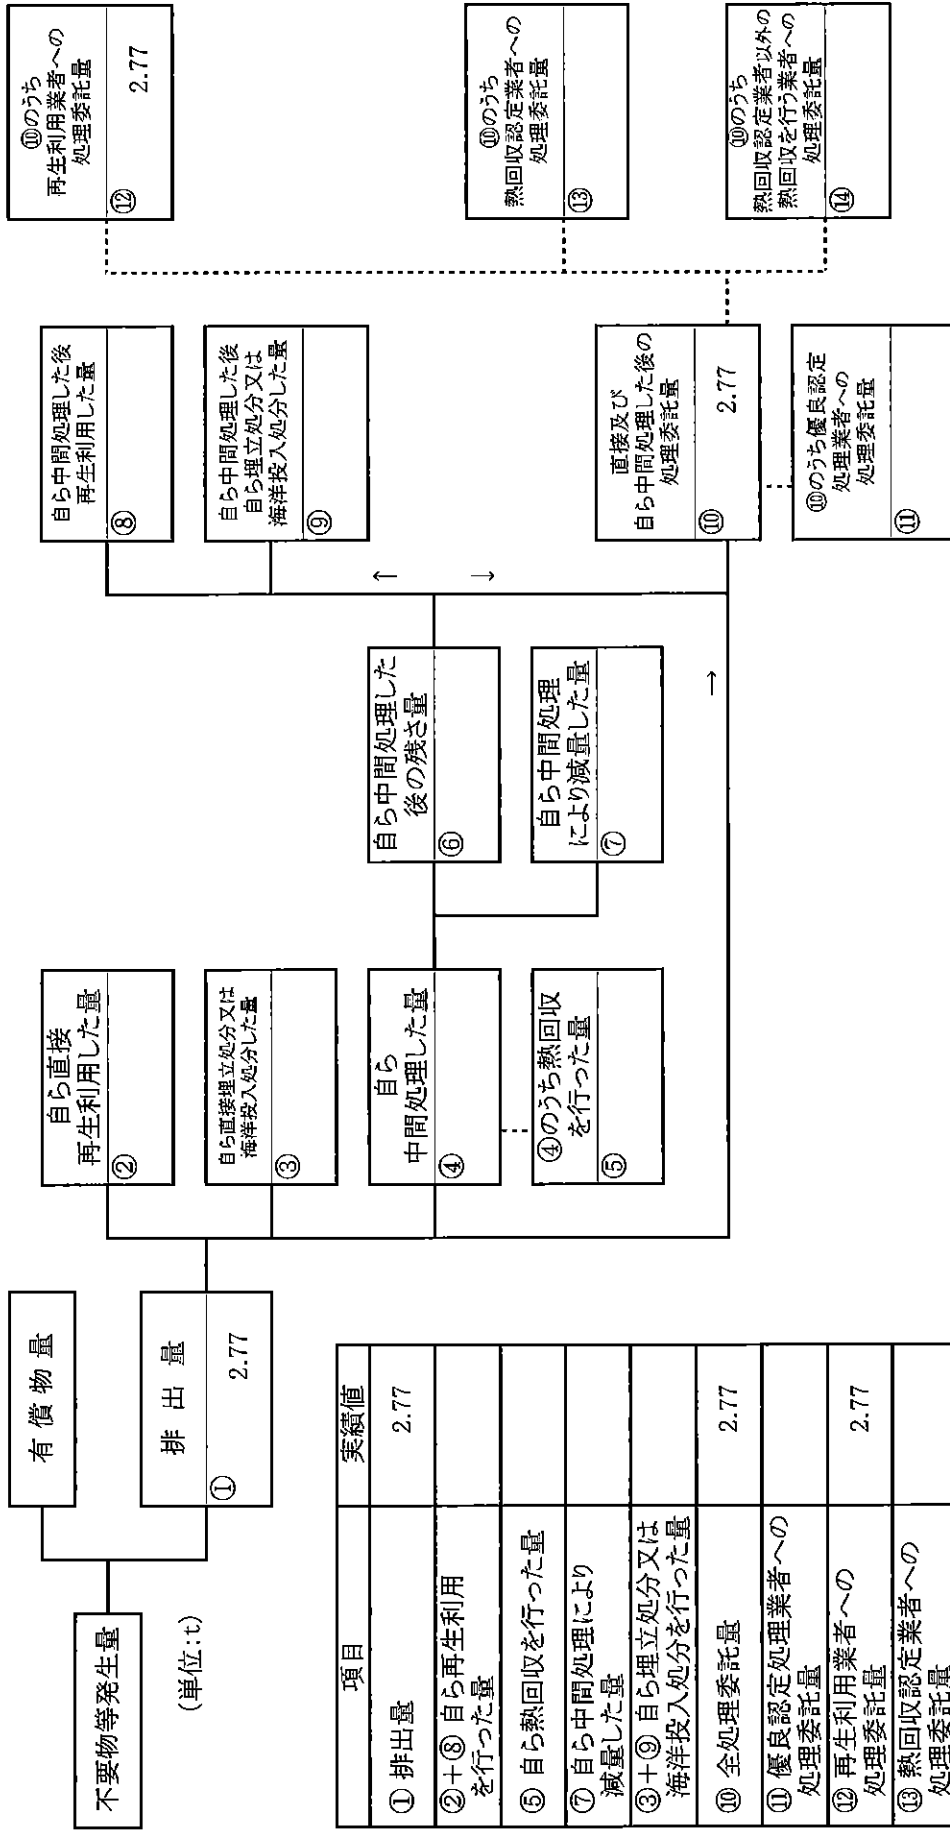 不要物等発生量
(単位:t)
有償物量
排出量
①
2.77
自ら直接
再生利用した量
②
自ら直接埋立処分又は
海洋投入処分した量
③
自ら
中間処理した量
④
④のうち熱回収
を行った量
⑤
自ら中間処理した
後の残さ量
⑥
自ら中間処理
により減量した量
⑦
自ら中間処理した後
再生利用した量
⑧
自ら中間処理した後
自ら埋立処分又は
海洋投入処分した量
⑨
直接及び
自ら中間処理した後の
処理委託量
⑩
2.77
⑩のうち優良認定
処理業者への
処理委託量
⑪
⑩のうち
再生利用業者への
処理委託量
⑫
2.77
⑩のうち
熱回収認定業者への
処理委託量
⑬
⑩のうち
熱回収認定業者以外の
熱回収を行う業者への
処理委託量
⑭
↑
↓
→
項目 実績値
①排出量 2.77
②+⑧自ら再生利用
を行った量
⑤自ら熱回収を行った量
⑦自ら中間処理により
減量した量
③+⑨自ら埋立処分又は
海洋投入処分を行った量
⑩全処理委託量 2.77
⑪優良認定処理業者への
処理委託量
⑫再生利用業者への
処理委託量 2.77
⑬熱回収認定業者への
処理委託量